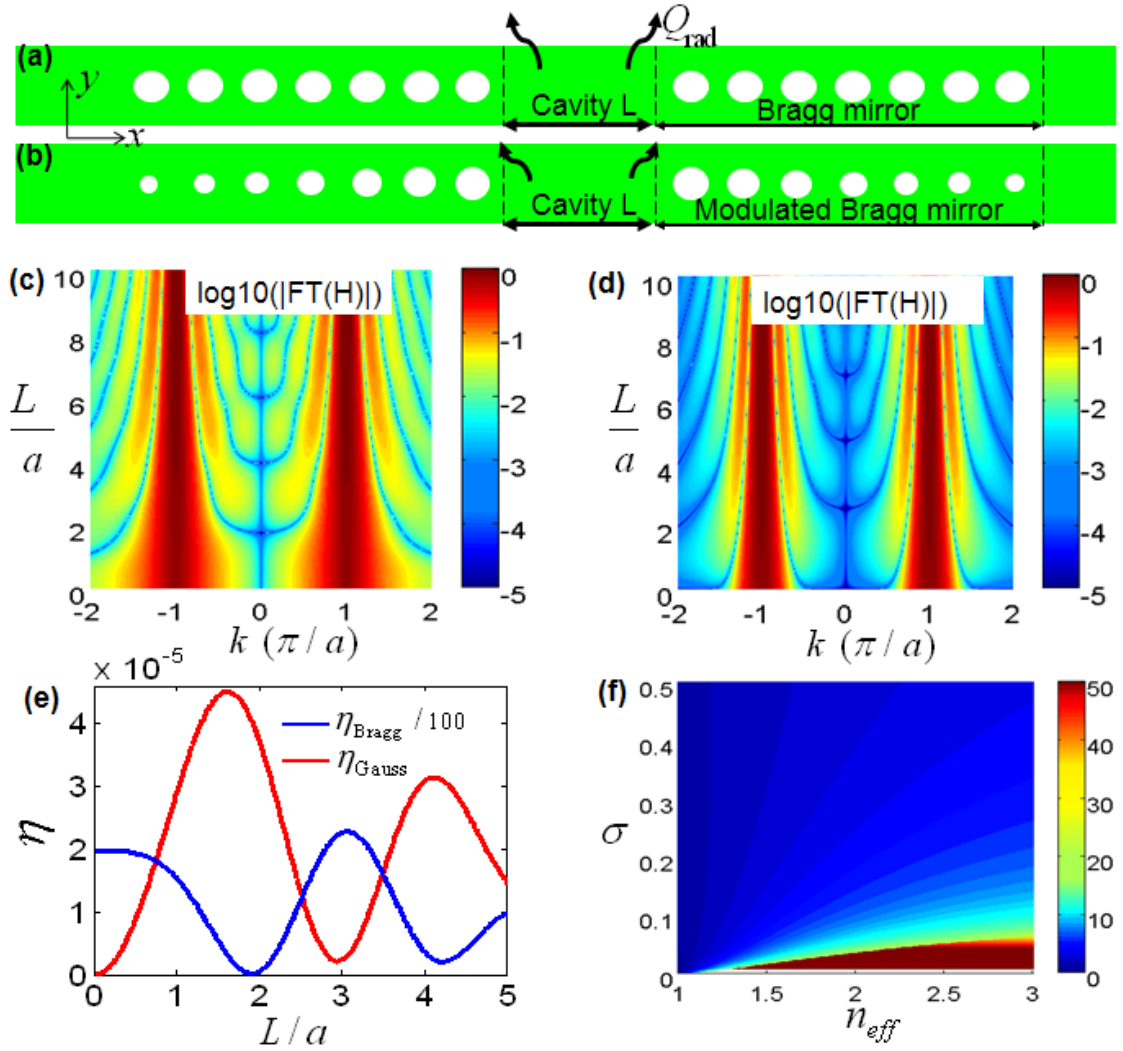 (a)
Q_rad
y
x
Cavity L
Bragg mirror
(b)
Cavity L
Modulated Bragg mirror
(c)
log10(|FT(H)|)
L/a
10
8
6
4
2
0
-2 -1 0 1 2
k (π/a)
0
-1
-2
-3
-4
-5
(d)
log10(|FT(H)|)
L/a
10
8
6
4
2
0
-2 -1 0 1 2
k (π/a)
0
-1
-2
-3
-4
-5
(e)
× 10⁻⁵
η
4
3
2
1
0
0 1 2 3 4 5
L/a
η_Bragg /100
η_Gauss
(f)
σ
0.5
0.4
0.3
0.2
0.1
0
1 1.5 2 2.5 3
n_eff
50
40
30
20
10
0